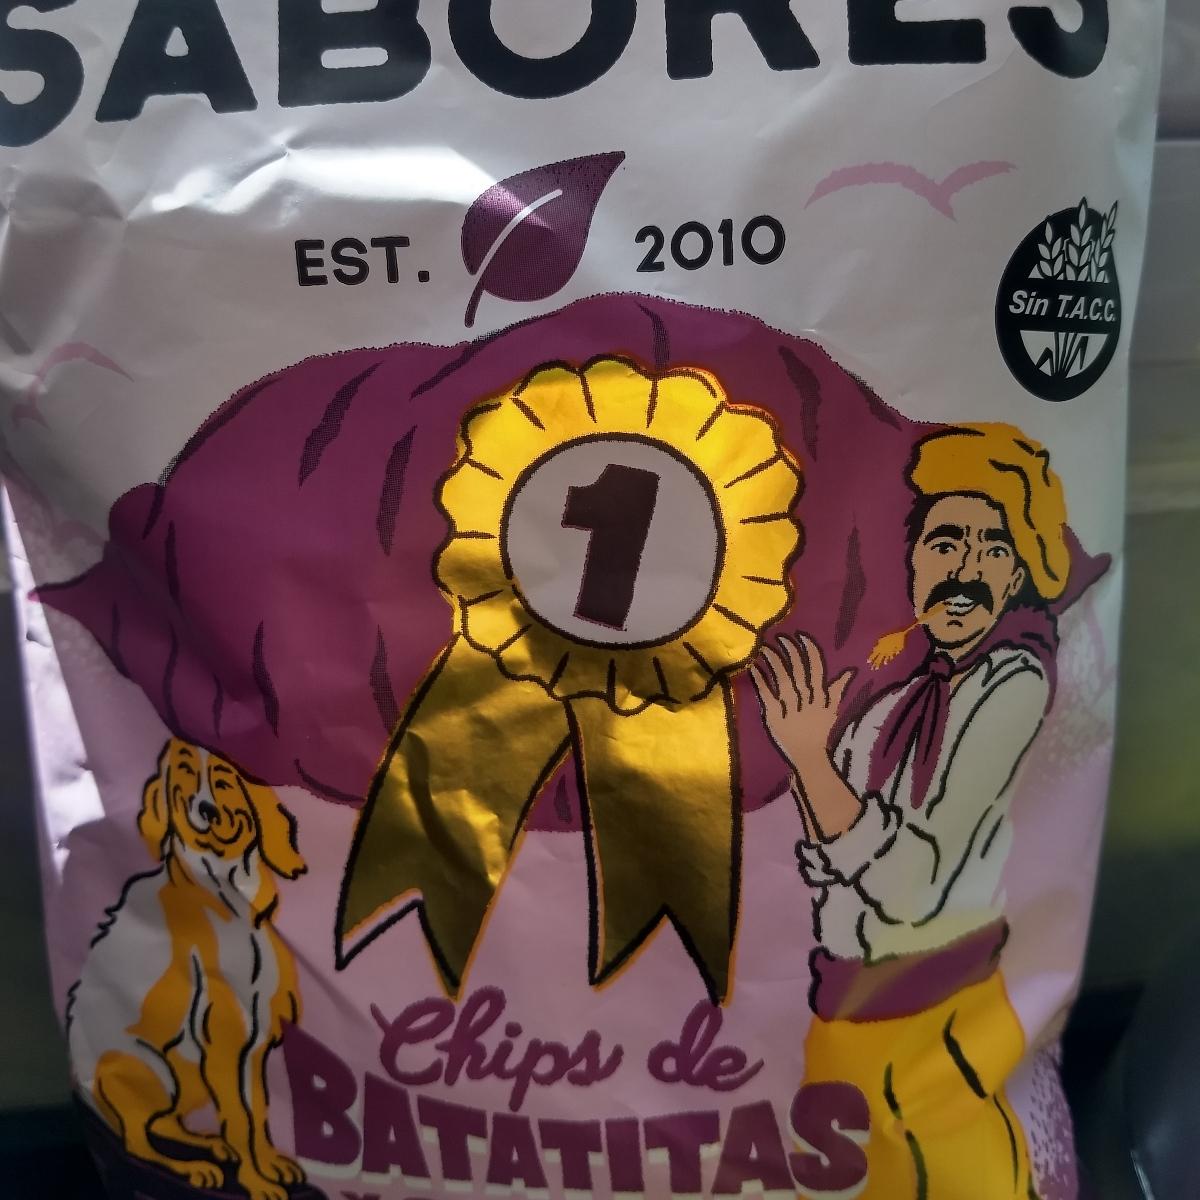 SABORES
EST. 2010
Sin T.A.C.C.
1
Chips de
BATATITAS